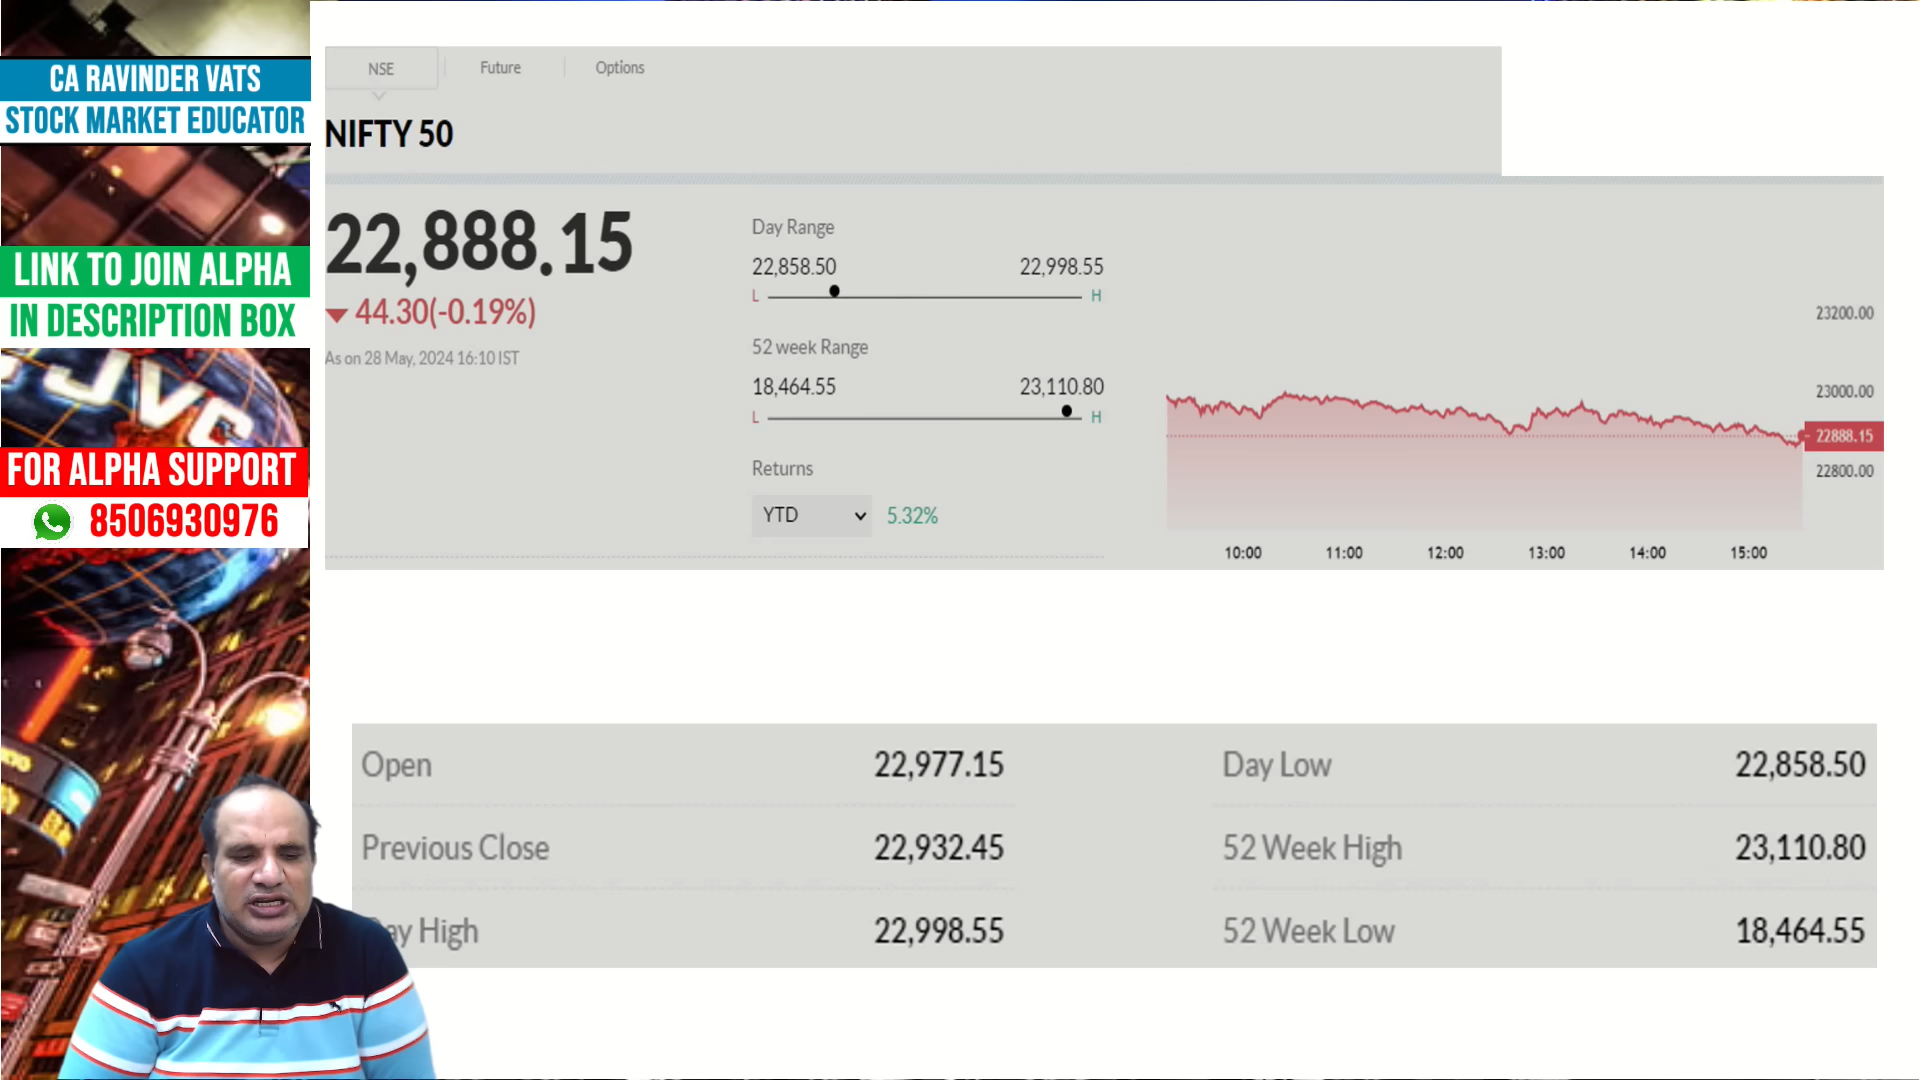 CA RAVINDER VATS
STOCK MARKET EDUCATOR
LINK TO JOIN ALPHA
IN DESCRIPTION BOX
JVC
FOR ALPHA SUPPORT
8506930976
NSE
Future
Options
NIFTY 50
22,888.15
44.30(-0.19%)
As on 28 May, 2024 16:10 IST
Day Range
22,858.50 22,998.55
L H
52 week Range
18,464.55 23,110.80
L H
Returns
YTD 5.32%
23200.00
23000.00
22888.15
22800.00
10:00 11:00 12:00 13:00 14:00 15:00
Open 22,977.15
Day Low 22,858.50
Previous Close 22,932.45
52 Week High 23,110.80
ay High 22,998.55
52 Week Low 18,464.55